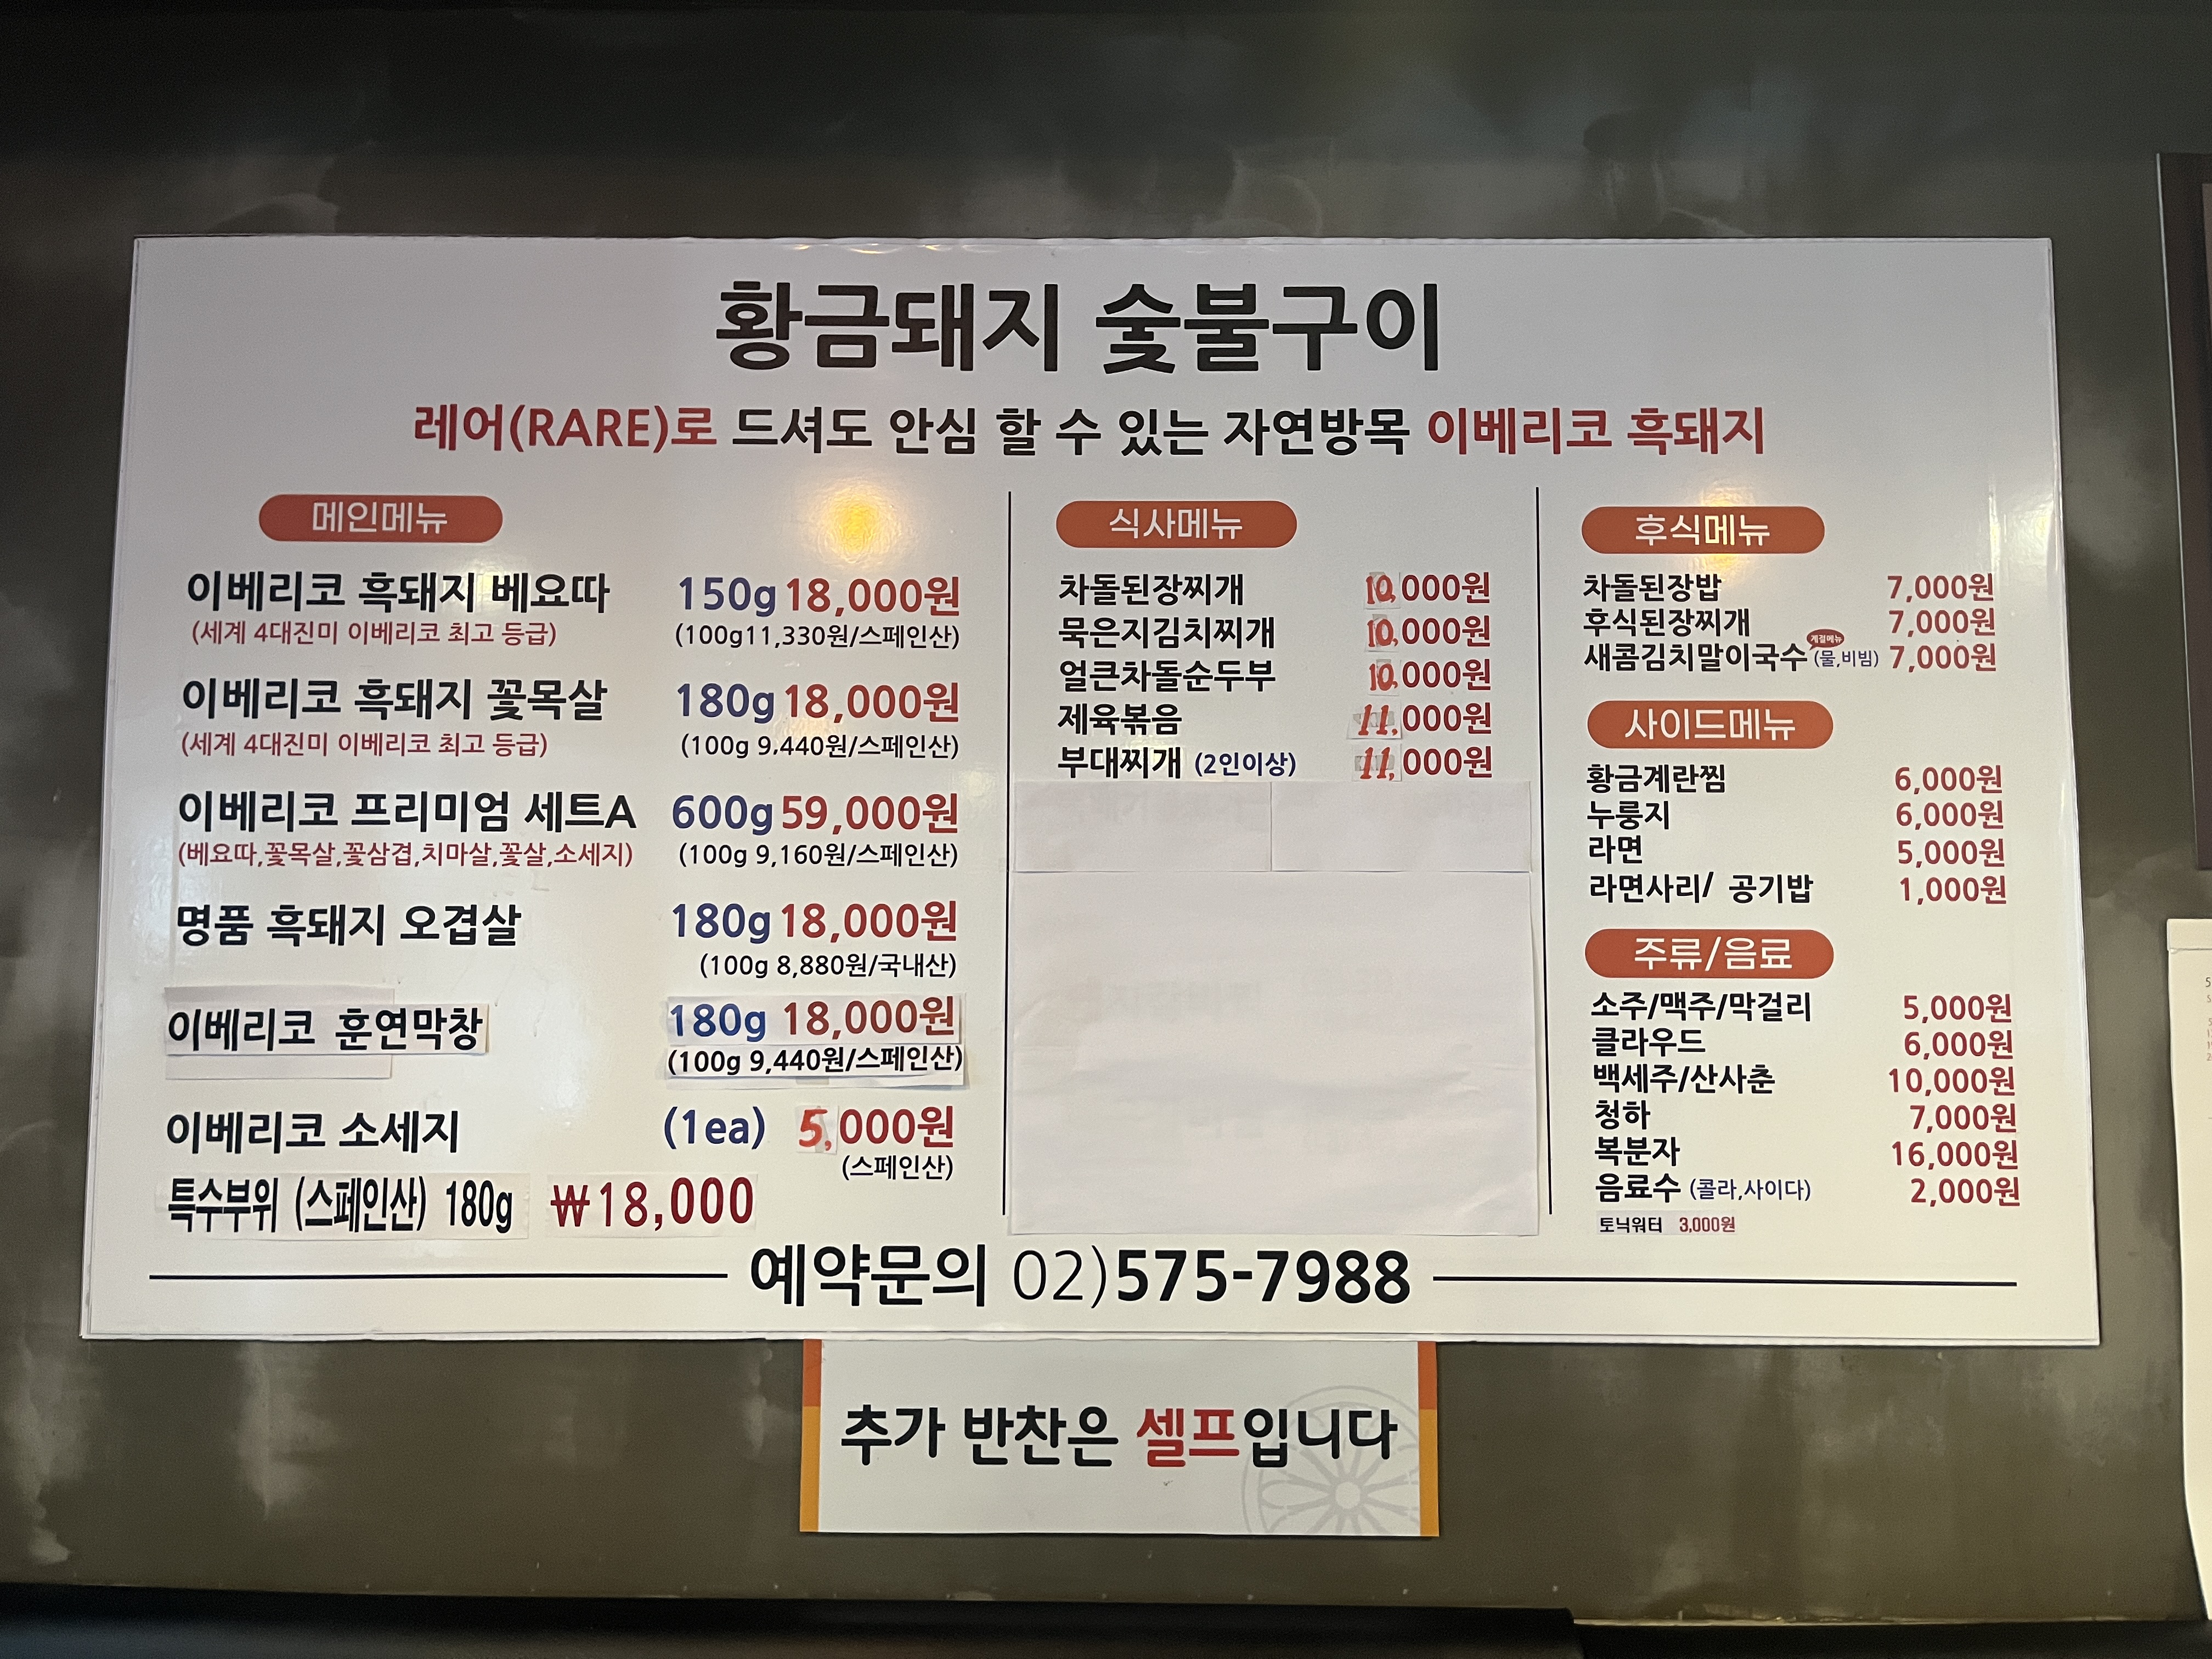 황금돼지 숯불구이
레어(RARE)로 드셔도 안심 할 수 있는 자연방목 이베리코 흑돼지
메인메뉴
이베리코 흑돼지 베요따 150g 18,000원
(세계 4대진미 이베리코 최고 등급) (100g11,330원/스페인산)
이베리코 흑돼지 꽃목살 180g 18,000원
(세계 4대진미 이베리코 최고 등급) (100g 9,440원/스페인산)
이베리코 프리미엄 세트A 600g 59,000원
(베요따,꽃목살,꽃삼겹,치마살,꽃살,소세지) (100g 9,160원/스페인산)
명품 흑돼지 오겹살 180g 18,000원
(100g 8,880원/국내산)
이베리코 훈연막창 180g 18,000원
(100g 9,440원/스페인산)
이베리코 소세지 (1ea) 5,000원
(스페인산)
특수부위 (스페인산) 180g ₩18,000
식사메뉴
차돌된장찌개 10,000원
묵은지김치찌개 10,000원
얼큰차돌순두부 10,000원
제육볶음 11,000원
부대찌개 (2인이상) 11,000원
후식메뉴
차돌된장밥 7,000원
후식된장찌개 7,000원
계절메뉴
새콤김치말이국수 (물,비빔) 7,000원
사이드메뉴
황금계란찜 6,000원
누룽지 6,000원
라면 5,000원
라면사리/ 공기밥 1,000원
주류/음료
소주/맥주/막걸리 5,000원
클라우드 6,000원
백세주/산사춘 10,000원
청하 7,000원
복분자 16,000원
음료수 (콜라,사이다) 2,000원
토닉워터 3,000원
예약문의 02)575-7988
추가 반찬은 셀프입니다